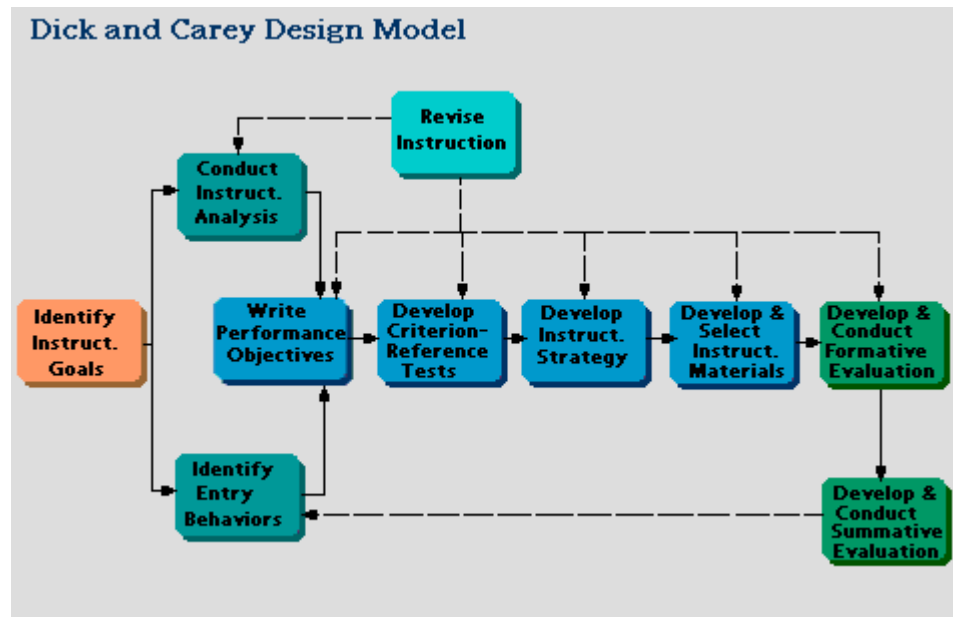 Dick and Carey Design Model
Revise
Instruction
Conduct
Instruct.
Analysis
Identify
Instruct.
Goals
Write
Performance
Objectives
Develop
Criterion-
Reference
Tests
Develop
Instruct.
Strategy
Develop &
Select
Instruct.
Materials
Develop &
Conduct
Formative
Evaluation
Identify
Entry
Behaviors
Develop &
Conduct
Summative
Evaluation